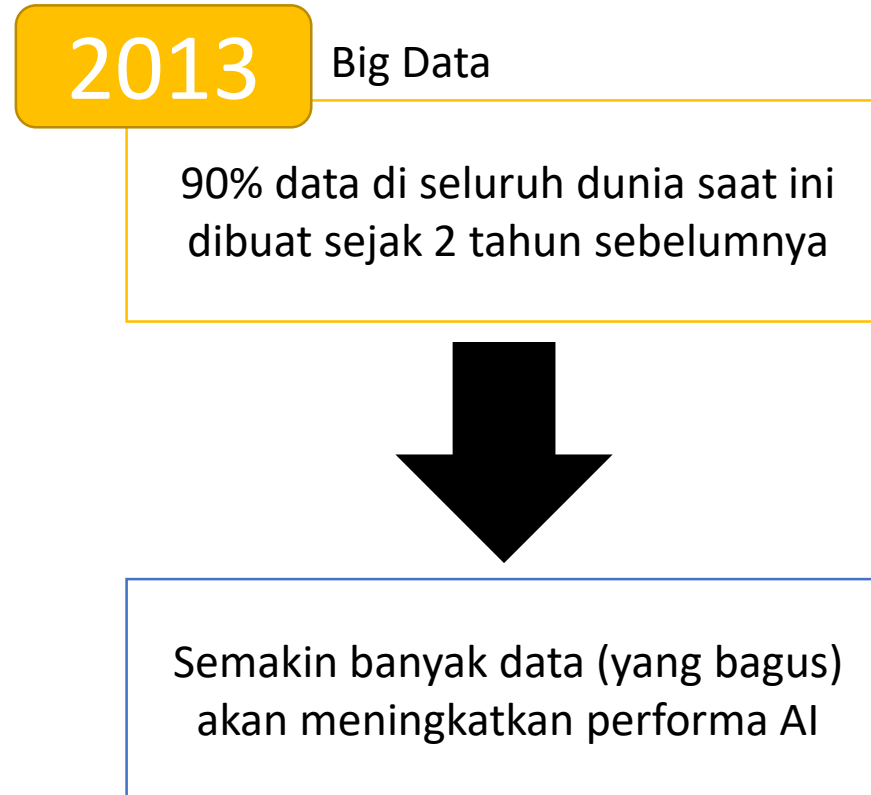 2013
Big Data
90% data di seluruh dunia saat ini
dibuat sejak 2 tahun sebelumnya
Semakin banyak data (yang bagus)
akan meningkatkan performa AI